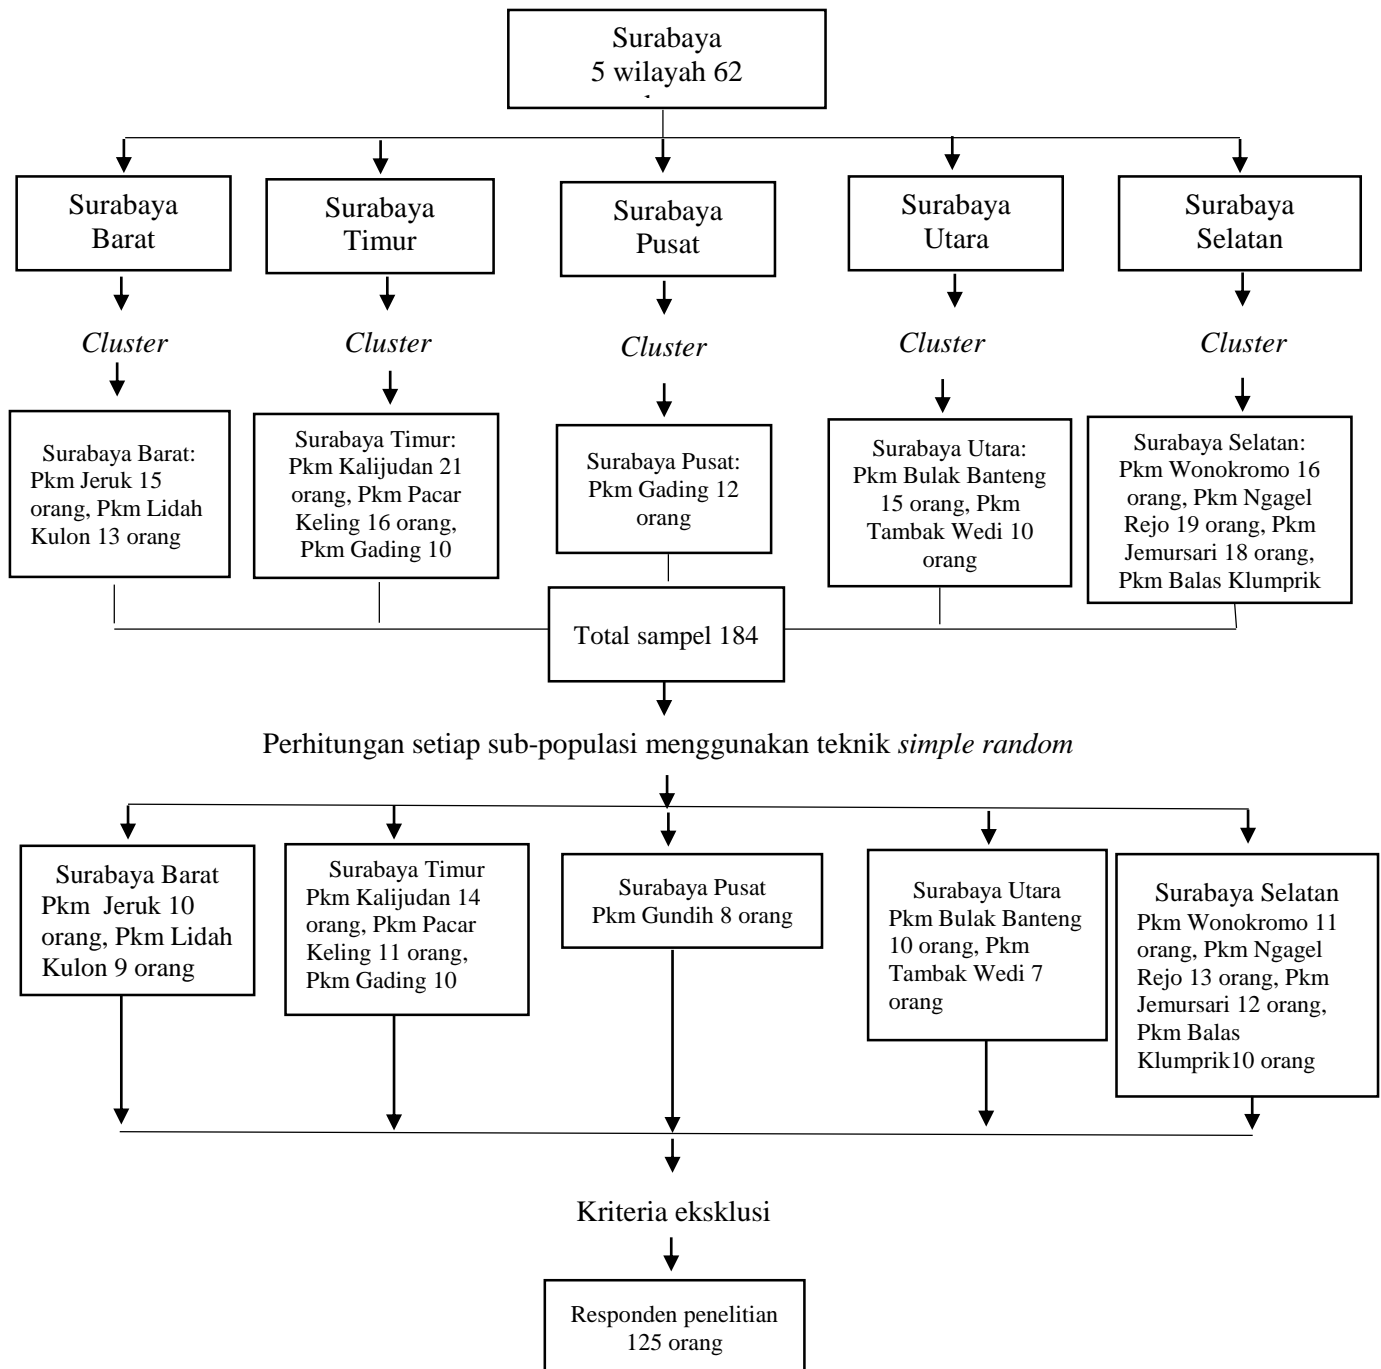 Surabaya
5 wilayah 62
Surabaya
Barat
Surabaya
Timur
Surabaya
Pusat
Surabaya
Utara
Surabaya
Selatan
Cluster
Cluster
Cluster
Cluster
Cluster
Surabaya Barat:
Pkm Jeruk 15
orang, Pkm Lidah
Kulon 13 orang
Surabaya Timur:
Pkm Kalijudan 21
orang, Pkm Pacar
Keling 16 orang,
Pkm Gading 10
Surabaya Pusat:
Pkm Gading 12
orang
Surabaya Utara:
Pkm Bulak Banteng
15 orang, Pkm
Tambak Wedi 10
orang
Surabaya Selatan:
Pkm Wonokromo 16
orang, Pkm Ngagel
Rejo 19 orang, Pkm
Jemursari 18 orang,
Pkm Balas Klumprik
Total sampel 184
Perhitungan setiap sub-populasi menggunakan teknik simple random
Surabaya Barat
Pkm Jeruk 10
orang, Pkm Lidah
Kulon 9 orang
Surabaya Timur
Pkm Kalijudan 14
orang, Pkm Pacar
Keling 11 orang,
Pkm Gading 10
Surabaya Pusat
Pkm Gundih 8 orang
Surabaya Utara
Pkm Bulak Banteng
10 orang, Pkm
Tambak Wedi 7
orang
Surabaya Selatan
Pkm Wonokromo 11
orang, Pkm Ngagel
Rejo 13 orang, Pkm
Jemursari 12 orang,
Pkm Balas
Klumprik10 orang
Kriteria eksklusi
Responden penelitian
125 orang